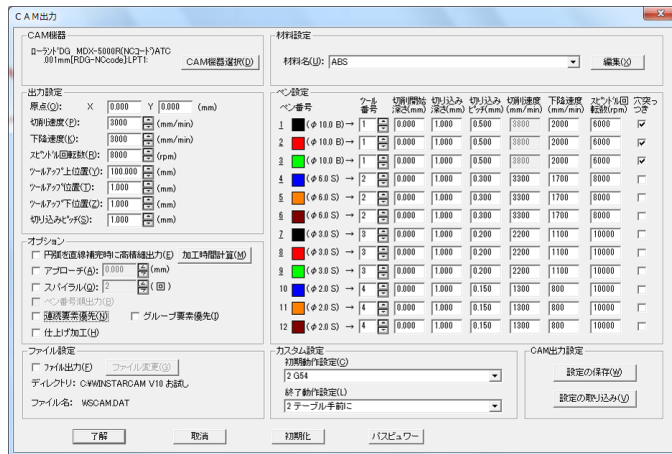 CAM出力
CAM機器
ローランドDG MDX-5000R(NCコード)ATC
.001mm[RDG-NCcode]:LPT1:
CAM機器選択(D)
材料設定
材料名(U): ABS 編集(X)
出力設定
原点(O): X 0.000 Y 0.000 (mm)
切削速度(P): 3000 (mm/min)
下降速度(K): 3000 (mm/min)
スピンドル回転数(R): 8000 (rpm)
ツールアップ上位置(Y): 100.000 (mm)
ツールアップ位置(T): 1.000 (mm)
ツールアップ下位置(Z): 1.000 (mm)
切り込みピッチ(S): 1.000 (mm)
オプション
円弧を直線補完時に高精細出力(E) 加工時間計算(M)
アプローチ(A): 0.000 (mm)
スパイラル(Q): 2 (回)
ペン番号順出力(B)
連続要素優先(N) グループ要素優先(I)
仕上げ加工(H)
ファイル設定
ファイル出力(F) ファイル変更(G)
ディレクトリ: C:¥WINSTARCAM V10 お試し
ファイル名: WSCAM.DAT
ペン設定
ペン番号 ツール番号 切削開始深さ(mm) 切り込み深さ(mm) 切り込みピッチ(mm) 切削速度(mm/min) 下降速度(mm/min) スピンドル回転数(rpm) 穴突っつき
1 (φ10.0 B)→ 1 0.000 1.000 0.500 3800 2000 6000
2 (φ10.0 B)→ 1 0.000 1.000 0.500 3800 2000 6000
3 (φ10.0 B)→ 1 0.000 1.000 0.500 3800 2000 6000
4 (φ6.0 S) → 2 0.000 1.000 0.300 3300 1700 8000
5 (φ6.0 S) → 2 0.000 1.000 0.300 3300 1700 8000
6 (φ6.0 S) → 2 0.000 1.000 0.300 3300 1700 8000
7 (φ3.0 S) → 3 0.000 1.000 0.200 2200 1100 10000
8 (φ3.0 S) → 3 0.000 1.000 0.200 2200 1100 10000
9 (φ3.0 S) → 3 0.000 1.000 0.200 2200 1100 10000
10 (φ2.0 S) → 4 0.000 1.000 0.150 1300 800 10000
11 (φ2.0 S) → 4 0.000 1.000 0.150 1300 800 10000
12 (φ2.0 S) → 4 0.000 1.000 0.150 1300 800 10000
カスタム設定
初期動作設定(C)
2 G54
終了動作設定(L)
2 テーブル手前に
CAM出力設定
設定の保存(W)
設定の取り込み(V)
了解 取消 初期化 パスビュワー